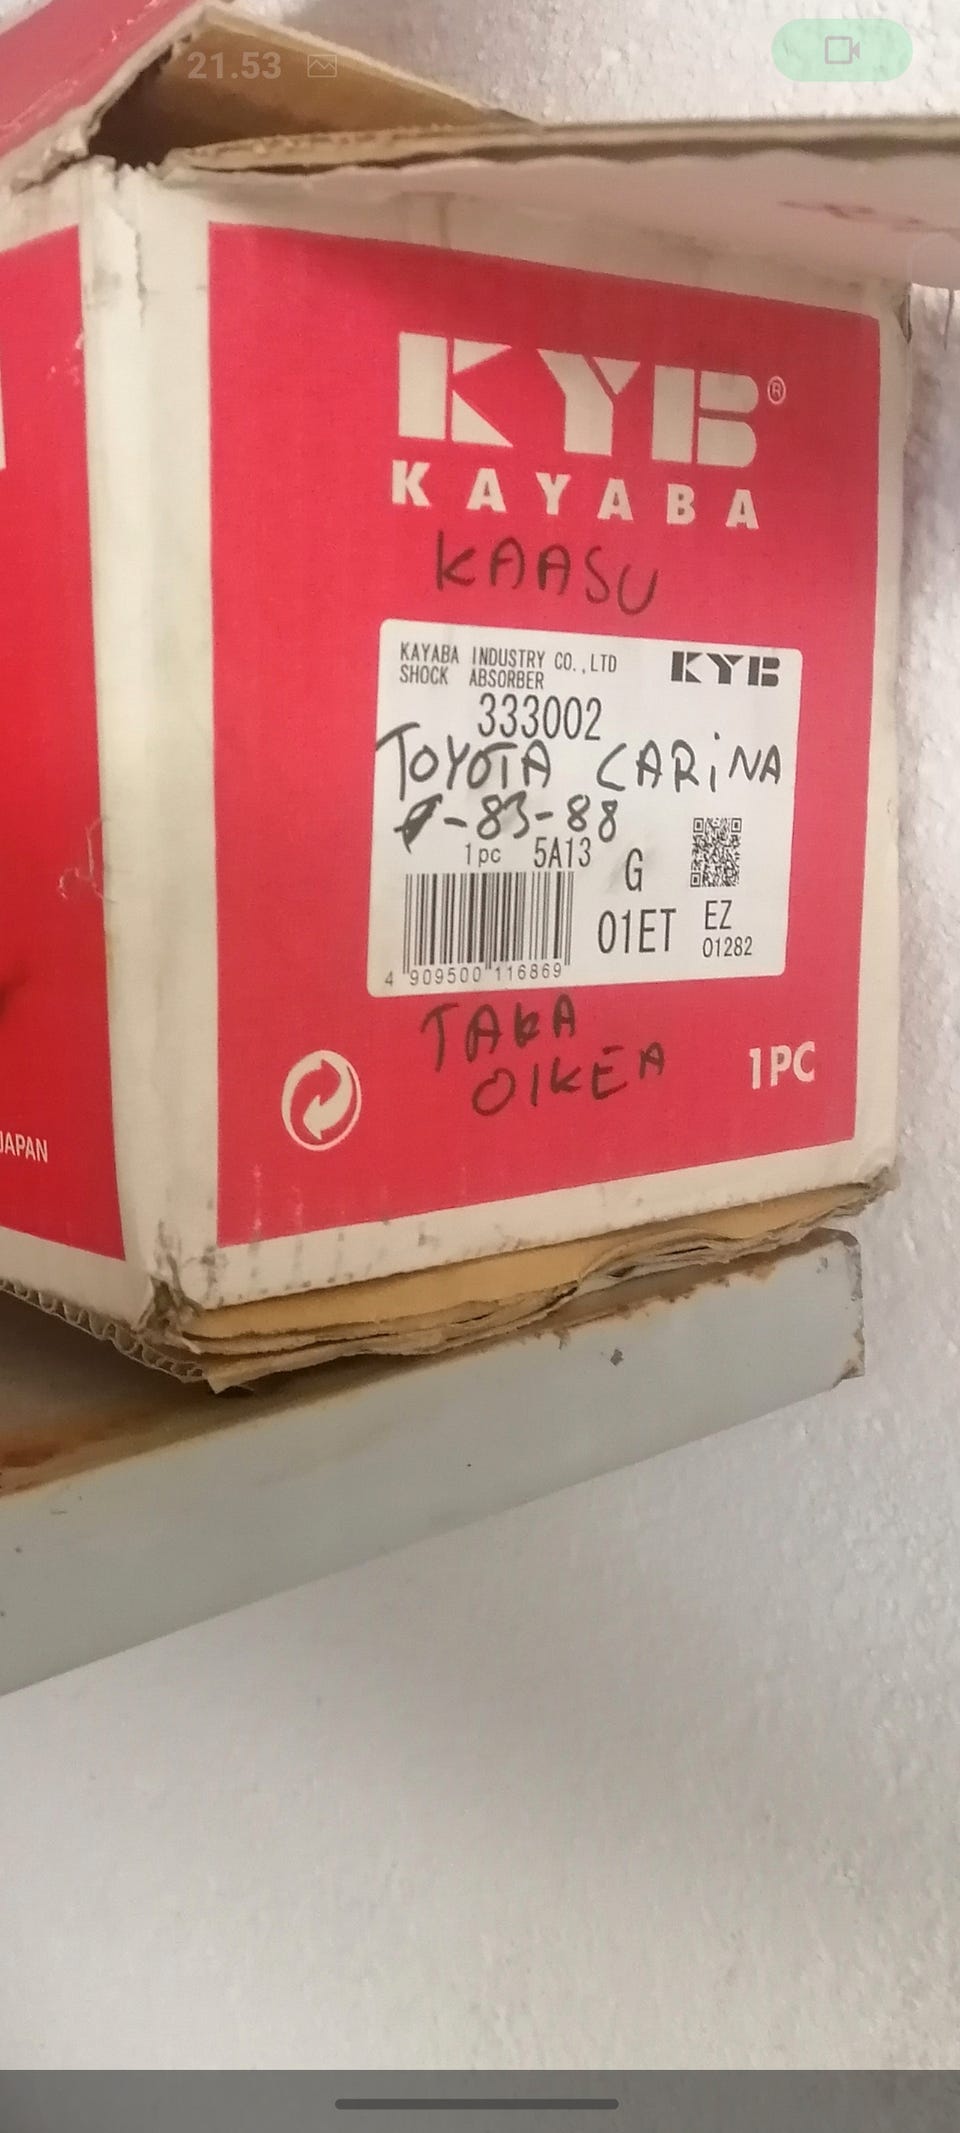 21.53
KYB®
KAYABA
KAASU
KAYABA INDUSTRY CO.,LTD KYB
SHOCK ABSORBER
333002
TOYOTA CARiNA
-83-88
1pc 5A13 G
01ET EZ
01282
4 909500 116869
TAKA
OIKEA
1PC
JAPAN